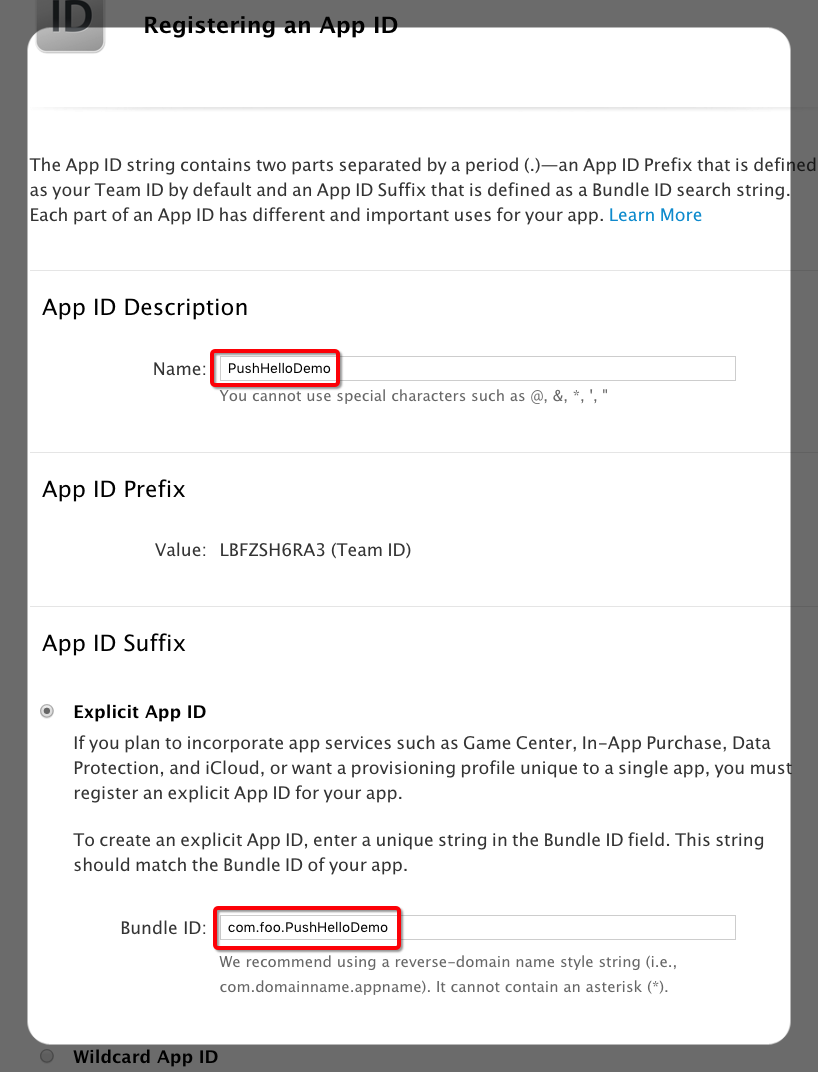 ID
Registering an App ID
The App ID string contains two parts separated by a period (.)—an App ID Prefix that is defined
as your Team ID by default and an App ID Suffix that is defined as a Bundle ID search string.
Each part of an App ID has different and important uses for your app. Learn More
App ID Description
Name: PushHelloDemo
You cannot use special characters such as @, &, *, ', "
App ID Prefix
Value: LBFZSH6RA3 (Team ID)
App ID Suffix
Explicit App ID
If you plan to incorporate app services such as Game Center, In-App Purchase, Data
Protection, and iCloud, or want a provisioning profile unique to a single app, you must
register an explicit App ID for your app.
To create an explicit App ID, enter a unique string in the Bundle ID field. This string
should match the Bundle ID of your app.
Bundle ID: com.foo.PushHelloDemo
We recommend using a reverse-domain name style string (i.e.,
com.domainname.appname). It cannot contain an asterisk (*).
Wildcard App ID